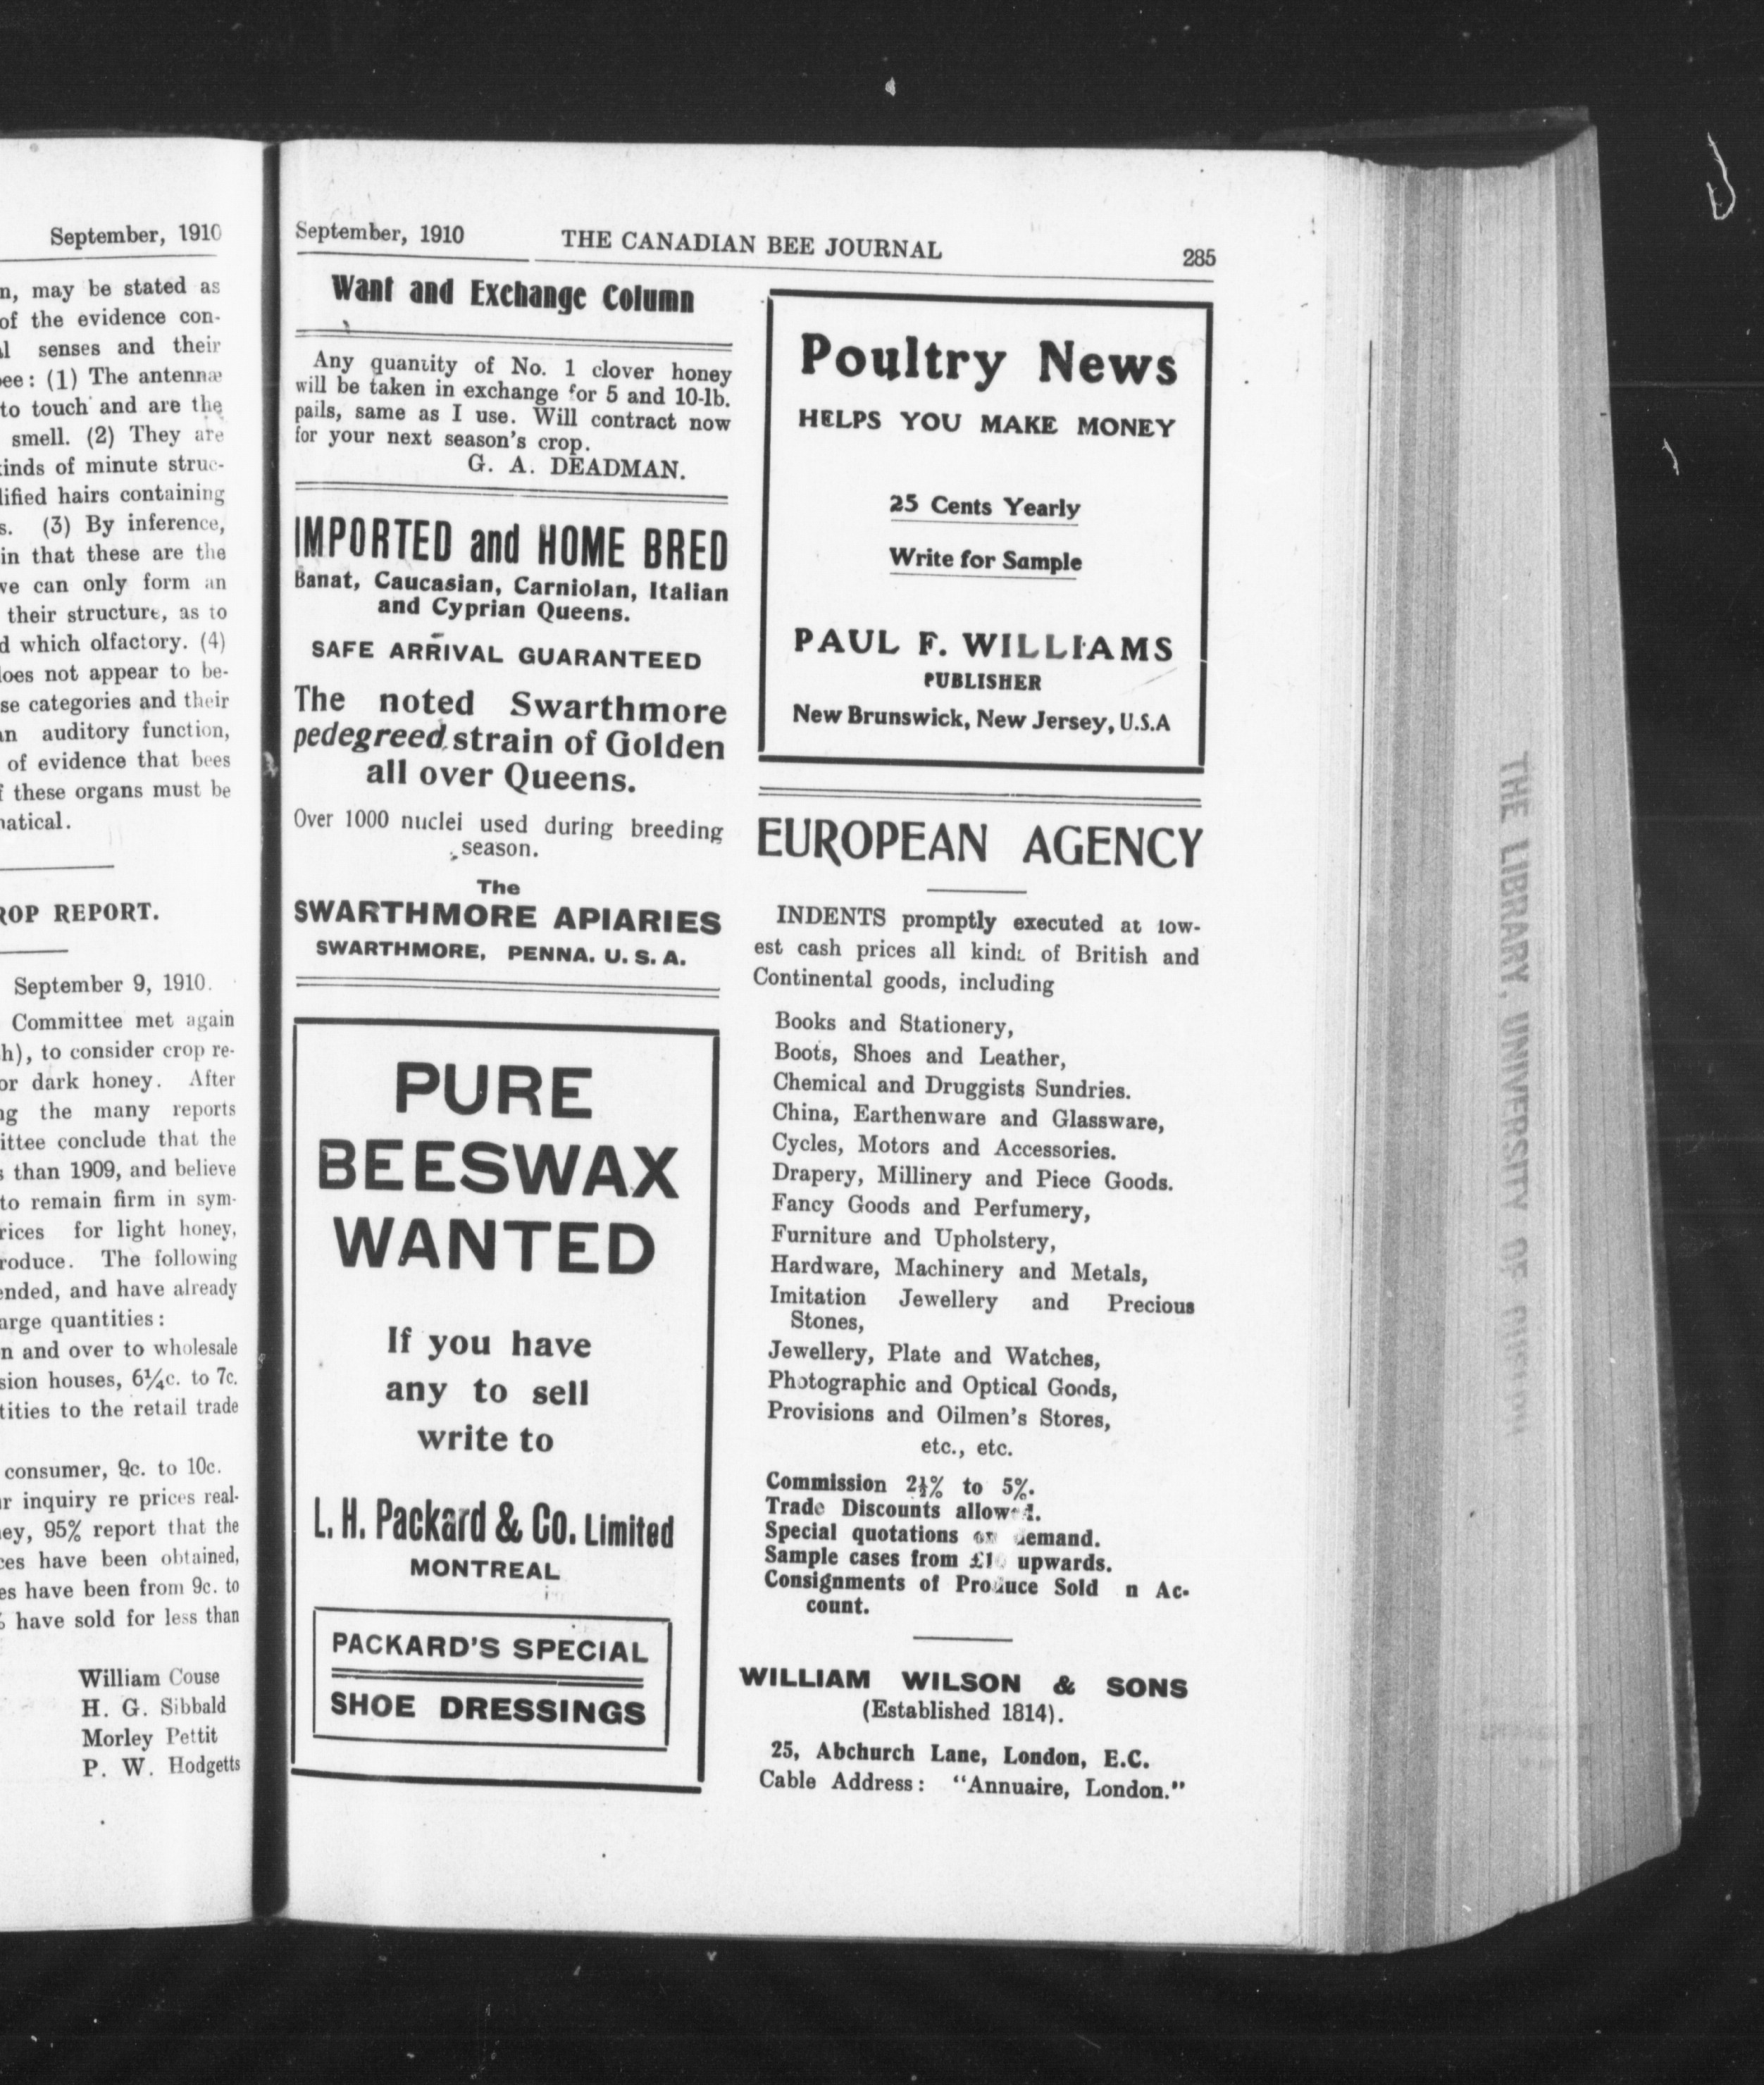 September, 1910
n, may be stated as
of the evidence con-
senses and their
ee: (1) The antennæ
to touch and are the
smell. (2) They are
kinds of minute struc-
ified hairs containing
s. (3) By inference,
in that these are the
we can only form an
their structure, as to
d which olfactory. (4)
does not appear to be-
se categories and their
an auditory function,
of evidence that bees
f these organs must be
matical.
ROP REPORT.
September 9, 1910.
Committee met again
h), to consider crop re-
or dark honey. After
ng the many reports
ittee conclude that the
s than 1909, and believe
to remain firm in sym-
rices for light honey,
roduce. The following
ended, and have already
arge quantities:
n and over to wholesale
sion houses, 6¼c. to 7c.
tities to the retail trade
consumer, 9c. to 10c.
r inquiry re prices real-
ey, 95% report that the
ces have been obtained,
es have been from 9c. to
% have sold for less than
William Couse
H. G. Sibbald
Morley Pettit
P. W. Hodgetts
September, 1910 THE CANADIAN BEE JOURNAL 285
Want and Exchange Column
Any quantity of No. 1 clover honey
will be taken in exchange for 5 and 10-lb.
pails, same as I use. Will contract now
for your next season's crop.
G. A. DEADMAN.
IMPORTED and HOME BRED
Banat, Caucasian, Carniolan, Italian
and Cyprian Queens.
SAFE ARRIVAL GUARANTEED
The noted Swarthmore
pedegreed strain of Golden
all over Queens.
Over 1000 nuclei used during breeding
season.
The
SWARTHMORE APIARIES
SWARTHMORE, PENNA. U. S. A.
PURE
BEESWAX
WANTED
If you have
any to sell
write to
L. H. Packard & Co. Limited
MONTREAL
PACKARD'S SPECIAL
SHOE DRESSINGS
Poultry News
HELPS YOU MAKE MONEY
25 Cents Yearly
Write for Sample
PAUL F. WILLIAMS
PUBLISHER
New Brunswick, New Jersey, U.S.A
EUROPEAN AGENCY
INDENTS promptly executed at low-
est cash prices all kinds of British and
Continental goods, including
Books and Stationery,
Boots, Shoes and Leather,
Chemical and Druggists Sundries.
China, Earthenware and Glassware,
Cycles, Motors and Accessories.
Drapery, Millinery and Piece Goods.
Fancy Goods and Perfumery,
Furniture and Upholstery,
Hardware, Machinery and Metals,
Imitation Jewellery and Precious
Stones,
Jewellery, Plate and Watches,
Photographic and Optical Goods,
Provisions and Oilmen's Stores,
etc., etc.
Commission 2½% to 5%.
Trade Discounts allowed.
Special quotations on demand.
Sample cases from £10 upwards.
Consignments of Produce Sold n Ac-
count.
WILLIAM WILSON & SONS
(Established 1814).
25, Abchurch Lane, London, E.C.
Cable Address: "Annuaire, London."
THE LIBRARY, UNIVERSITY OF